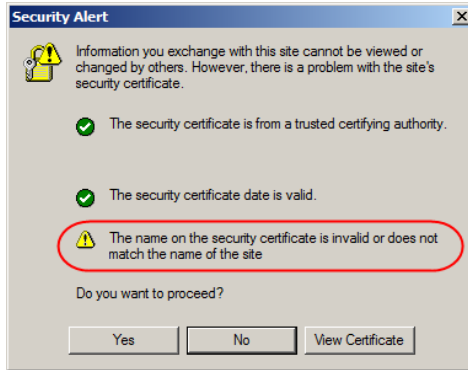 Security Alert
Information you exchange with this site cannot be viewed or
changed by others. However, there is a problem with the site's
security certificate.
The security certificate is from a trusted certifying authority.
The security certificate date is valid.
The name on the security certificate is invalid or does not
match the name of the site
Do you want to proceed?
Yes No View Certificate